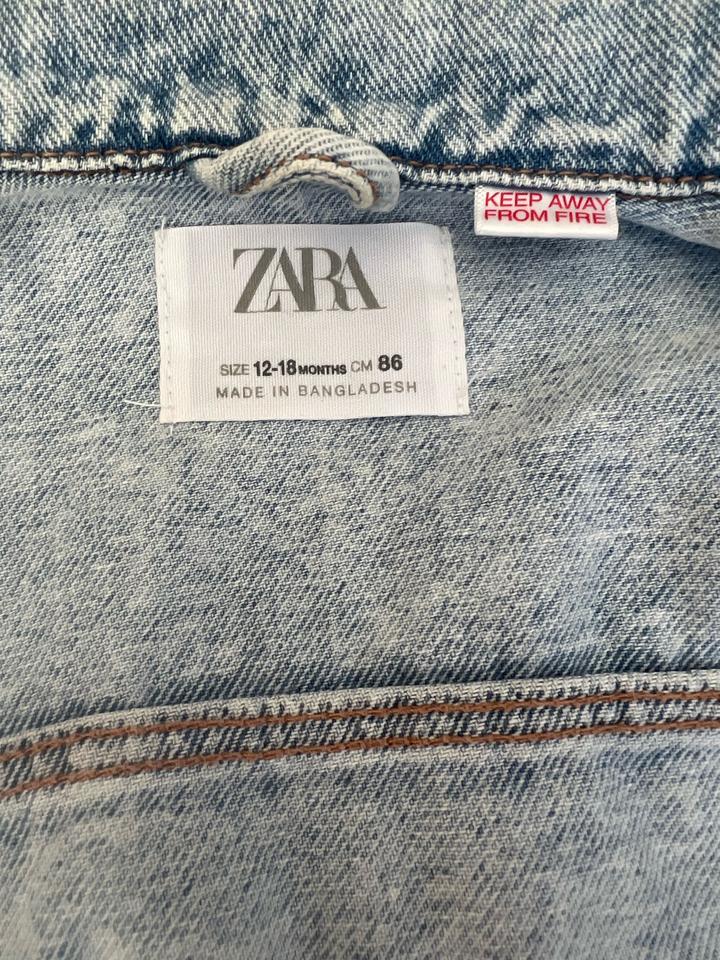 KEEP AWAY
FROM FIRE
ZARA
SIZE 12-18 MONTHS CM 86
MADE IN BANGLADESH